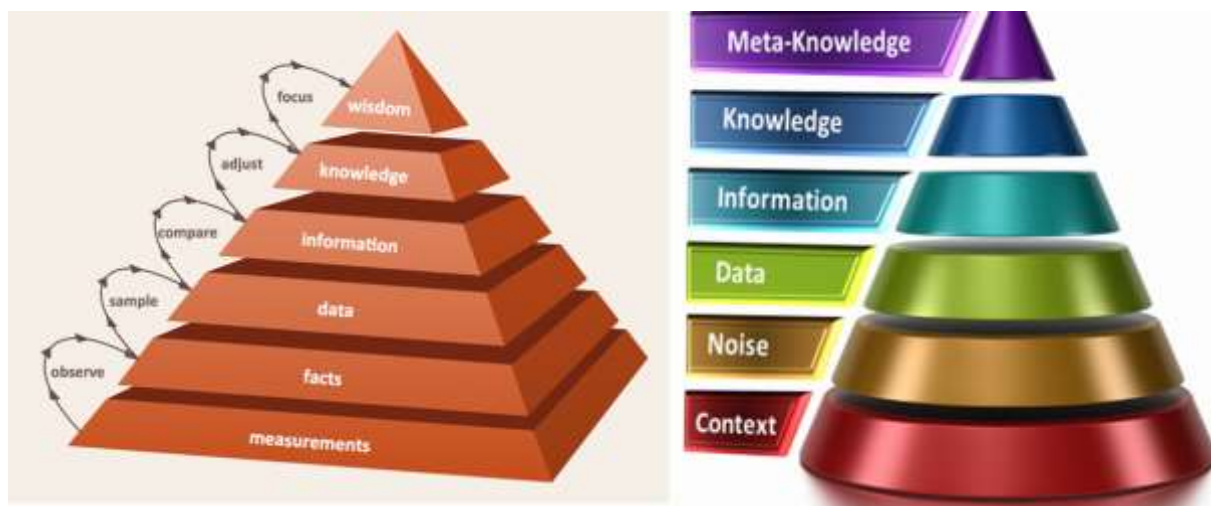 focus
wisdom
adjust
knowledge
compare
information
sample
data
observe
facts
measurements
Meta-Knowledge
Knowledge
Information
Data
Noise
Context